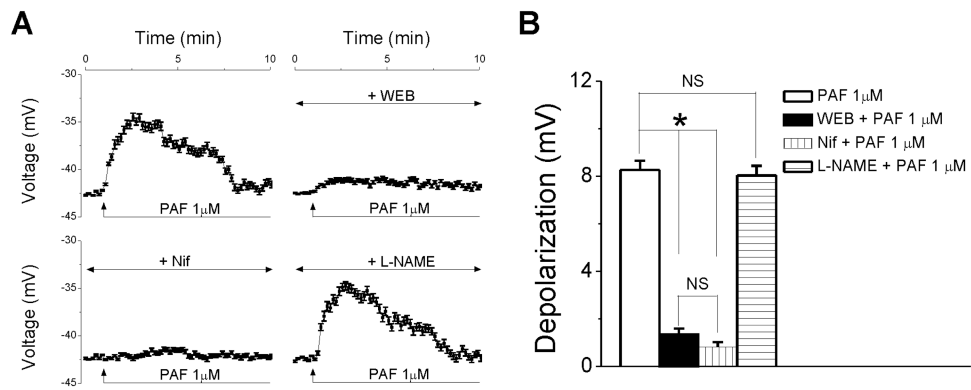 A
Time (min)
Time (min)
0
5
10
0
5
10
-30
-35
-40
-45
Voltage (mV)
PAF 1µM
+ WEB
PAF 1µM
-30
-35
-40
-45
Voltage (mV)
+ Nif
PAF 1µM
+ L-NAME
PAF 1µM
B
Depolarization (mV)
12
8
4
0
NS
*
NS
PAF 1µM
WEB + PAF 1 µM
Nif + PAF 1 µM
L-NAME + PAF 1 µM